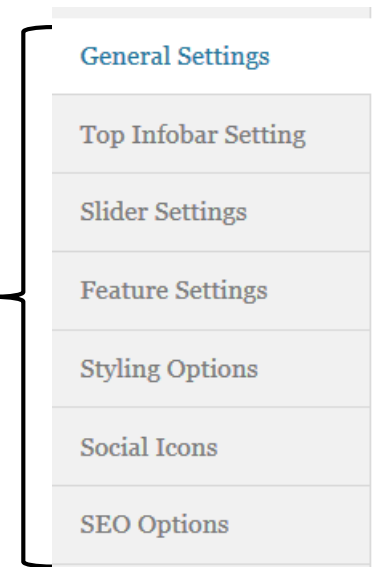 General Settings
Top Infobar Setting
Slider Settings
Feature Settings
Styling Options
Social Icons
SEO Options